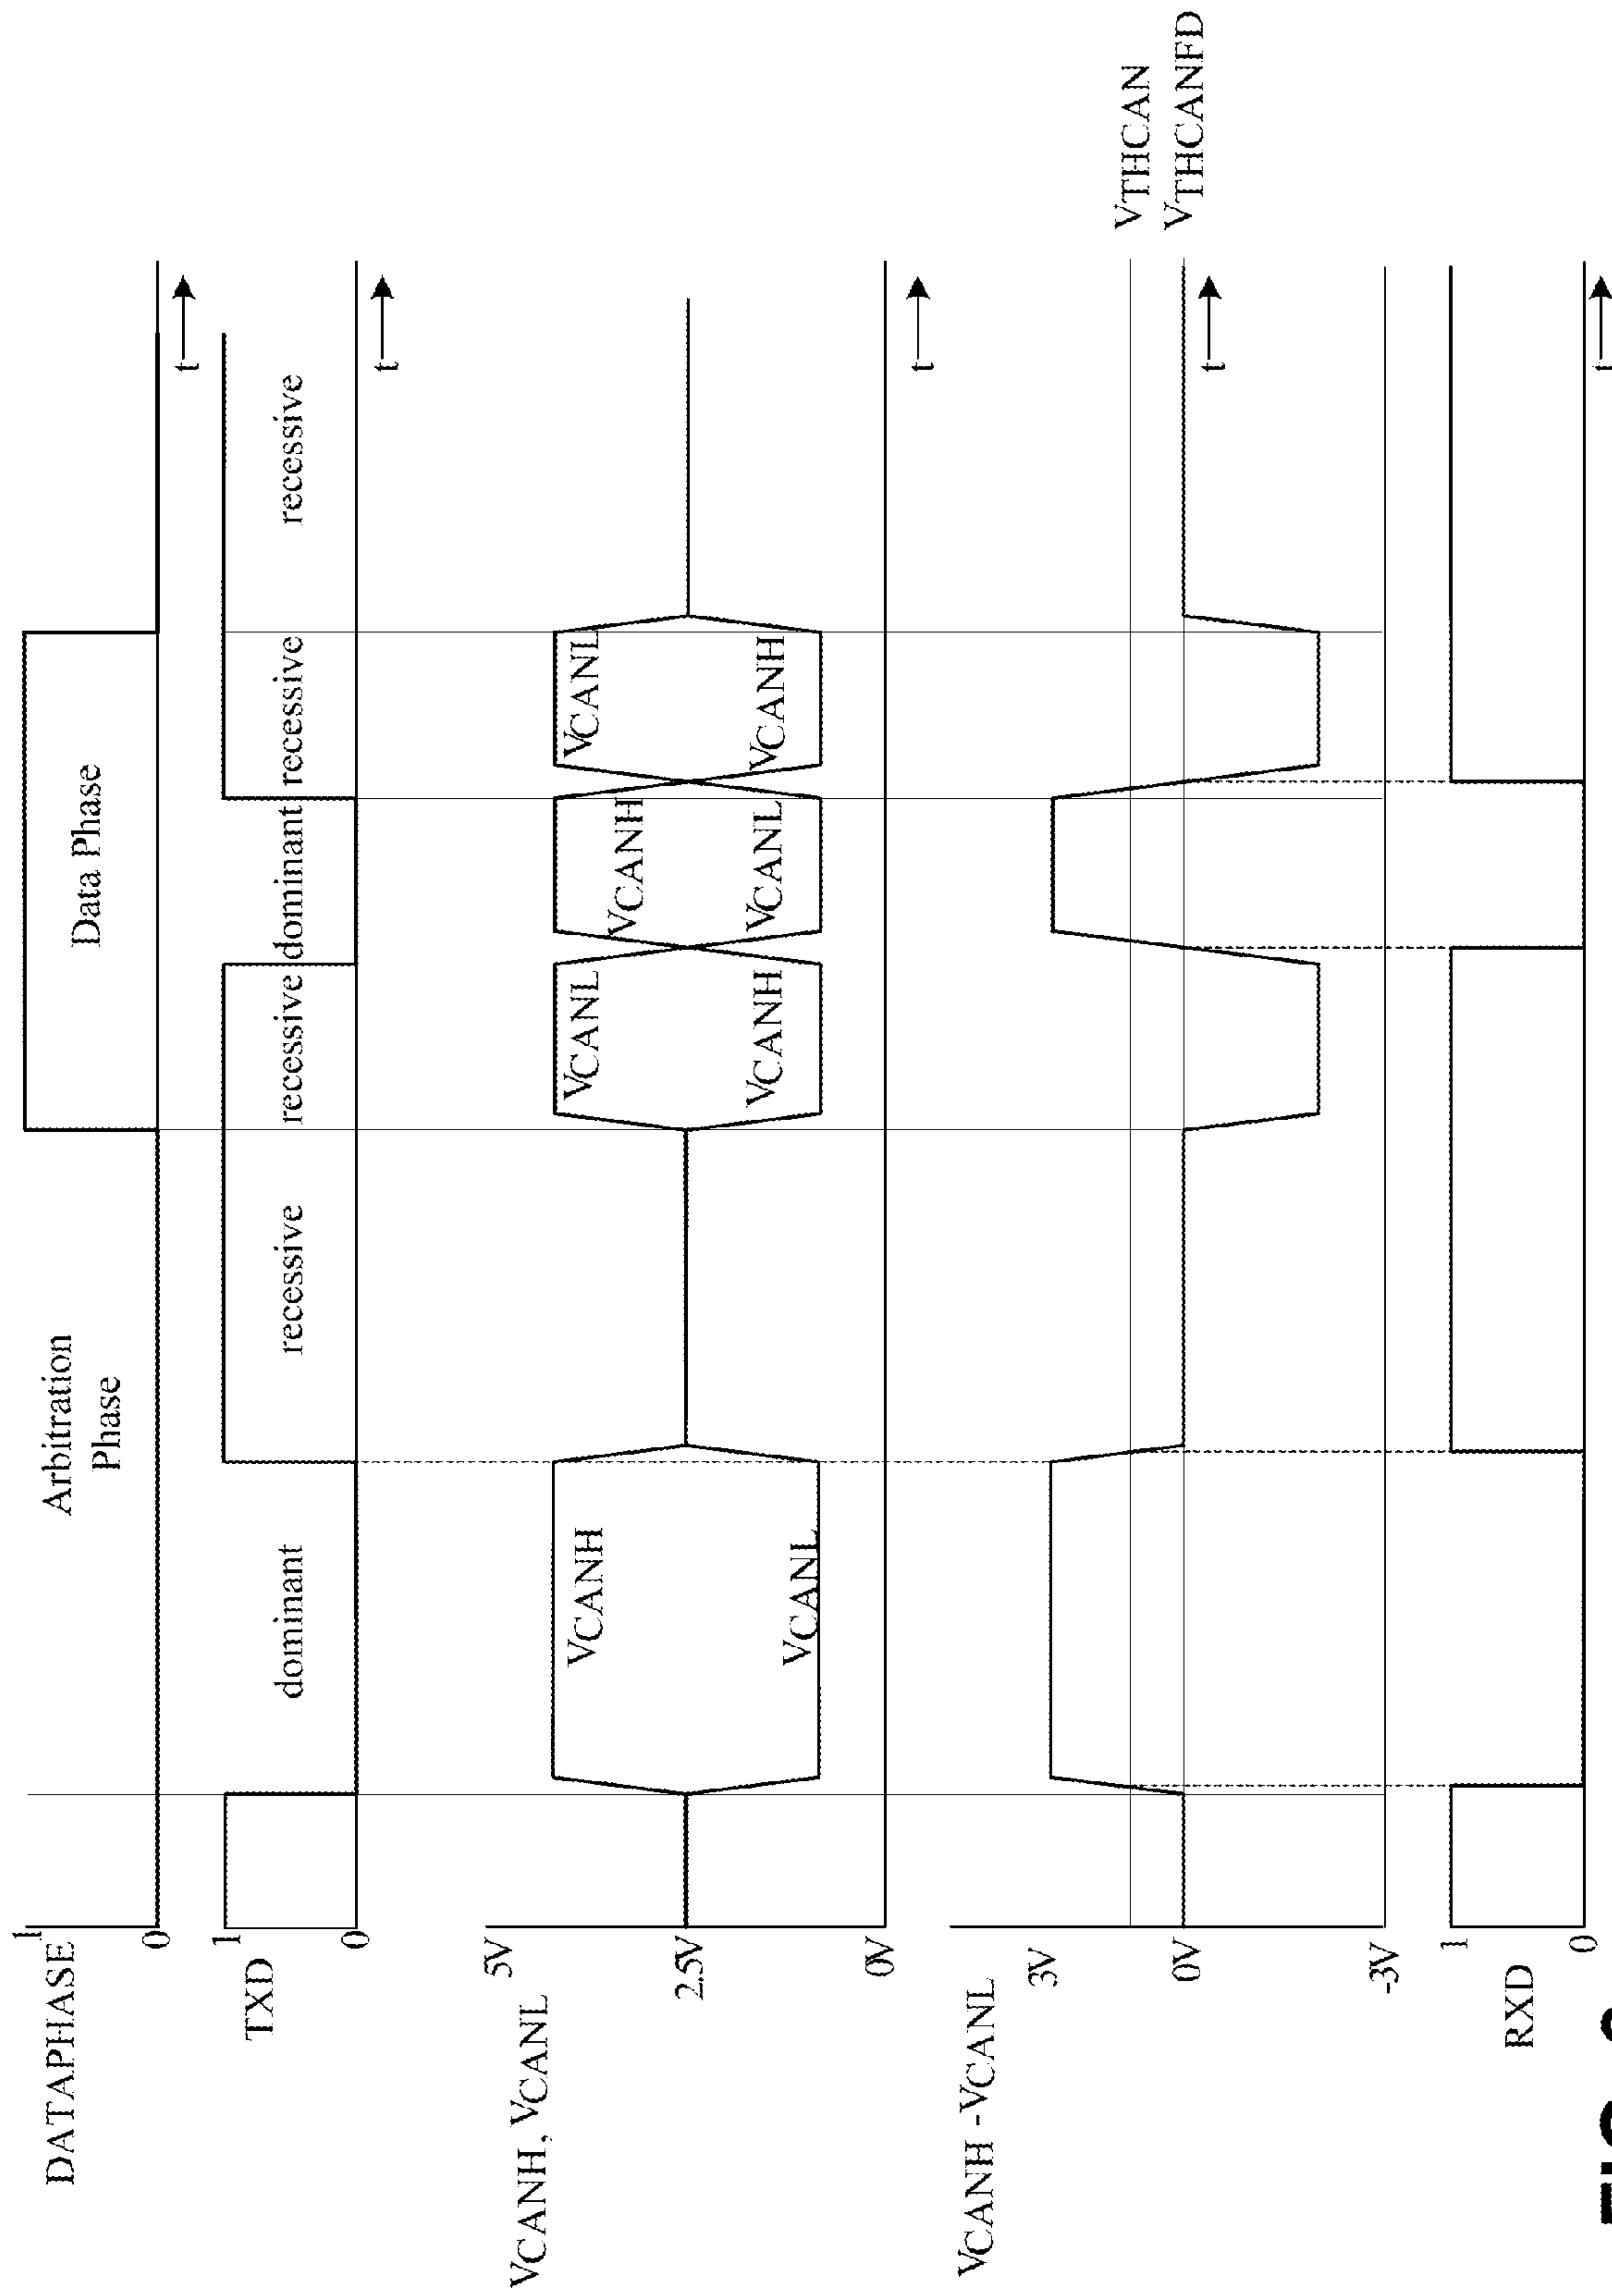 DATAPHASE
1
0
Arbitration
Phase
Data Phase
t
TXD
1
0
dominant
recessive
recessive
dominant
recessive
recessive
t
VCANH, VCANL
5V
2.5V
0V
VCANH
VCANL
VCANL
VCANH
VCANH
VCANL
VCANL
VCANH
t
VCANH -VCANL
3V
0V
-3V
VTHCAN
VTHCANFD
t
RXD
1
0
t